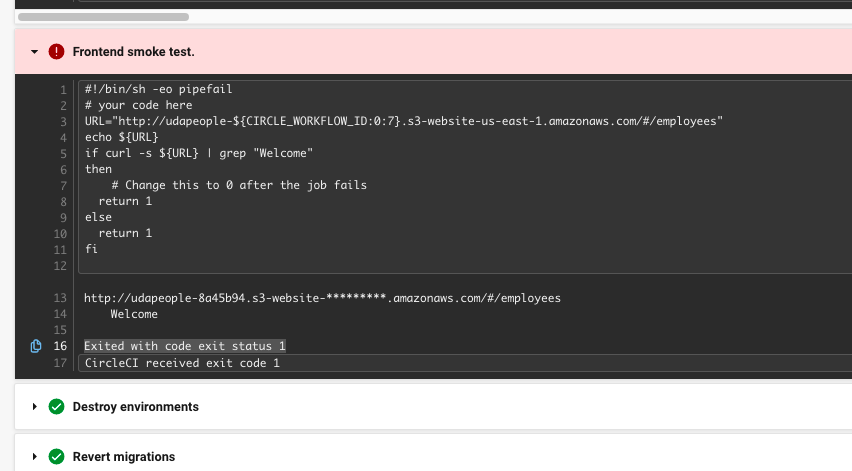 Frontend smoke test.
1 #!/bin/sh -eo pipefail
2 # your code here
3 URL="http://udapeople-${CIRCLE_WORKFLOW_ID:0:7}.s3-website-us-east-1.amazonaws.com/#/employees"
4 echo ${URL}
5 if curl -s ${URL} | grep "Welcome"
6 then
7     # Change this to 0 after the job fails
8   return 1
9 else
10   return 1
11 fi
12
13 http://udapeople-8a45b94.s3-website-*********.amazonaws.com/#/employees
14     Welcome
15
16 Exited with code exit status 1
17 CircleCI received exit code 1
Destroy environments
Revert migrations